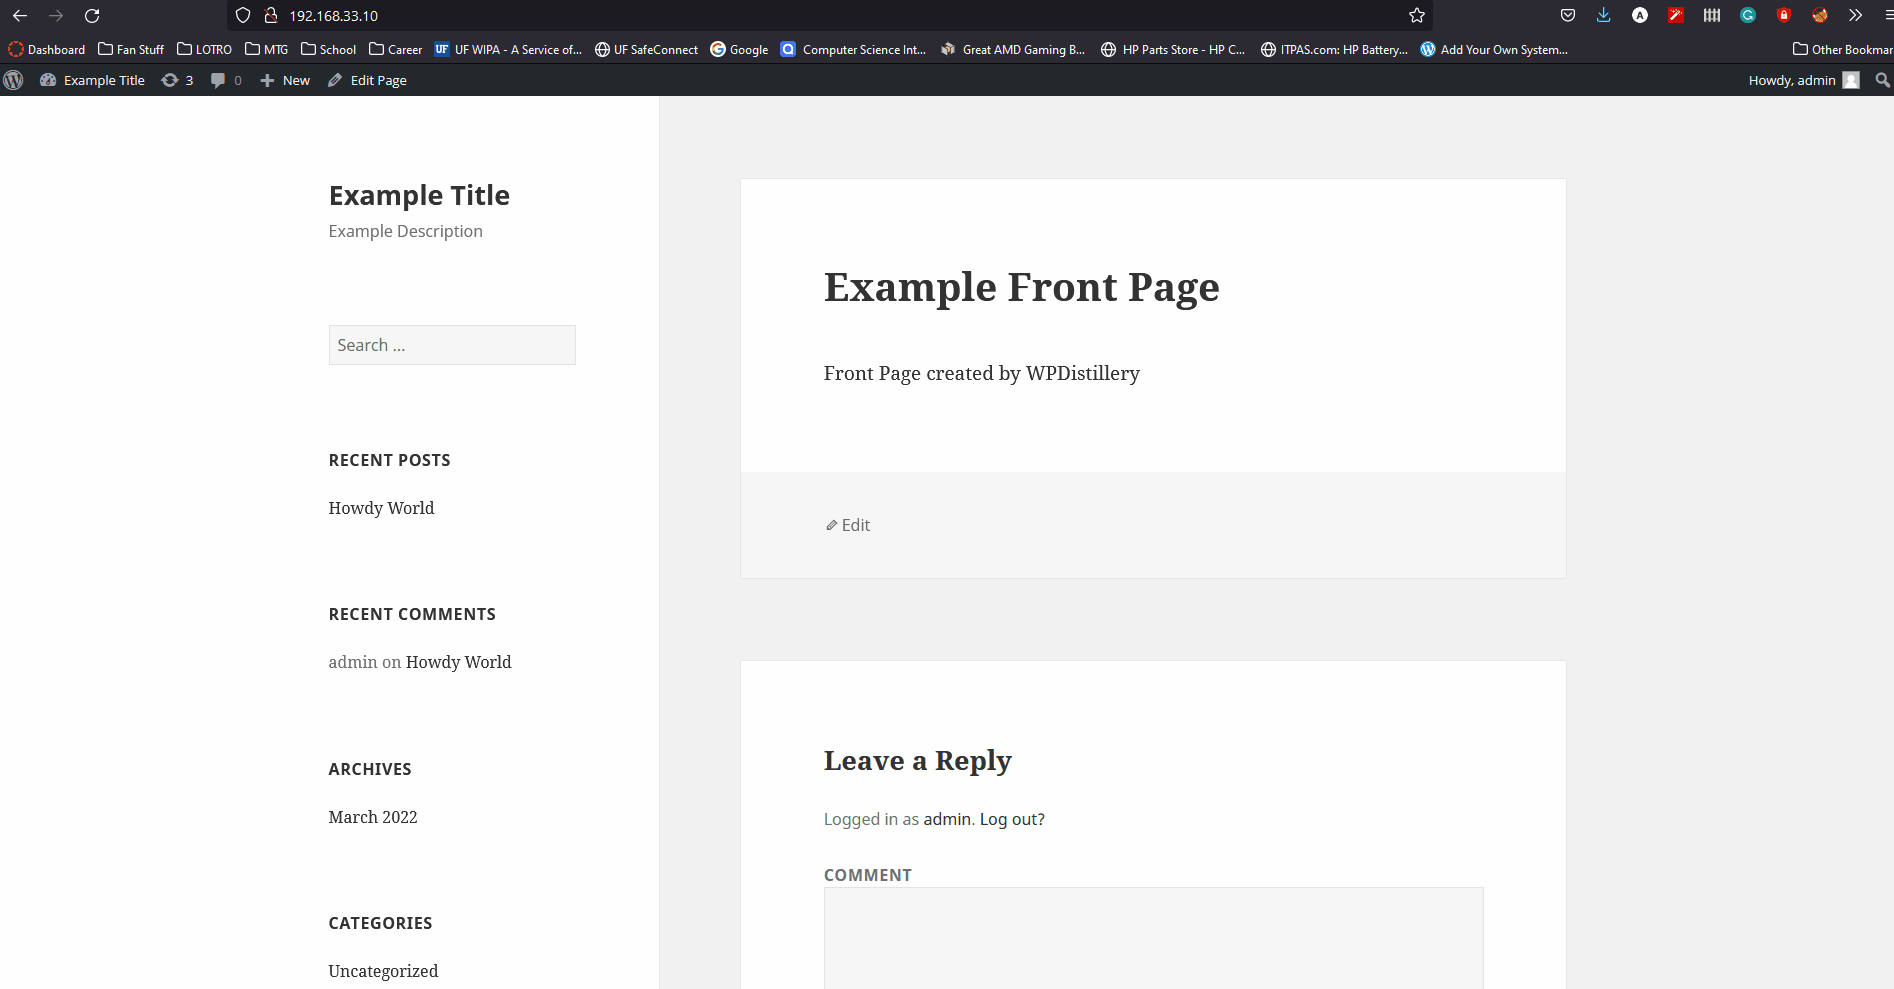 192.168.33.10
Dashboard Fan Stuff LOTRO MTG School Career UF UF WIPA - A Service of... UF SafeConnect Google Computer Science Int... Great AMD Gaming B... HP Parts Store - HP C... ITPAS.com: HP Battery... Add Your Own System... Other Bookmar
Example Title 3 0 New Edit Page Howdy, admin
Example Title
Example Description
Search ...
RECENT POSTS
Howdy World
RECENT COMMENTS
admin on Howdy World
ARCHIVES
March 2022
CATEGORIES
Uncategorized
Example Front Page
Front Page created by WPDistillery
Edit
Leave a Reply
Logged in as admin. Log out?
COMMENT